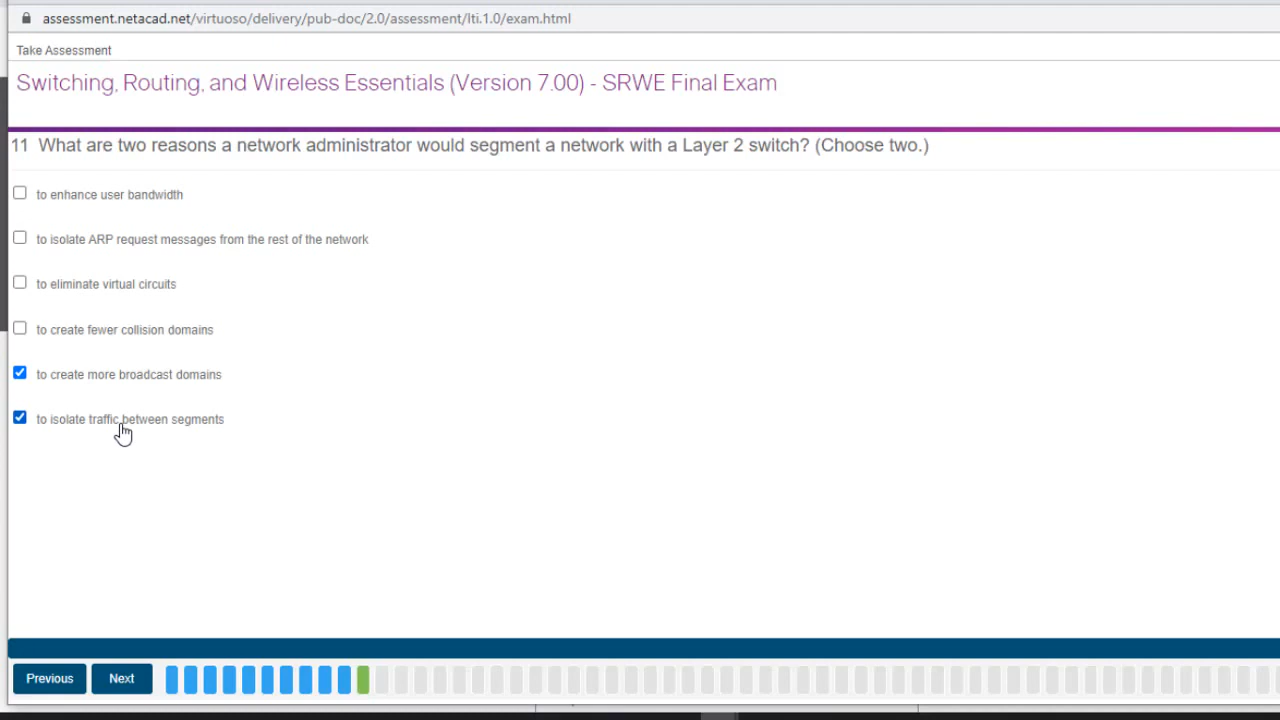 assessment.netacad.net/virtuoso/delivery/pub-doc/2.0/assessment/lti.1.0/exam.html
Take Assessment
Switching, Routing, and Wireless Essentials (Version 7.00) - SRWE Final Exam
11 What are two reasons a network administrator would segment a network with a Layer 2 switch? (Choose two.)
to enhance user bandwidth
to isolate ARP request messages from the rest of the network
to eliminate virtual circuits
to create fewer collision domains
to create more broadcast domains
to isolate traffic between segments
Previous Next